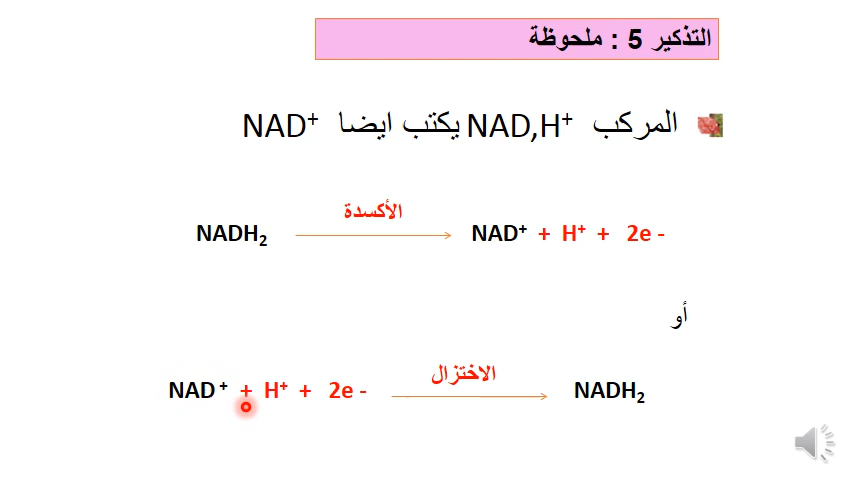 التذكير 5 : ملحوظة
المركب NAD,H⁺ يكتب ايضا NAD⁺
الأكسدة
NADH₂ → NAD⁺ + H⁺ + 2e -
أو
الاختزال
NAD⁺ + H⁺ + 2e - → NADH₂